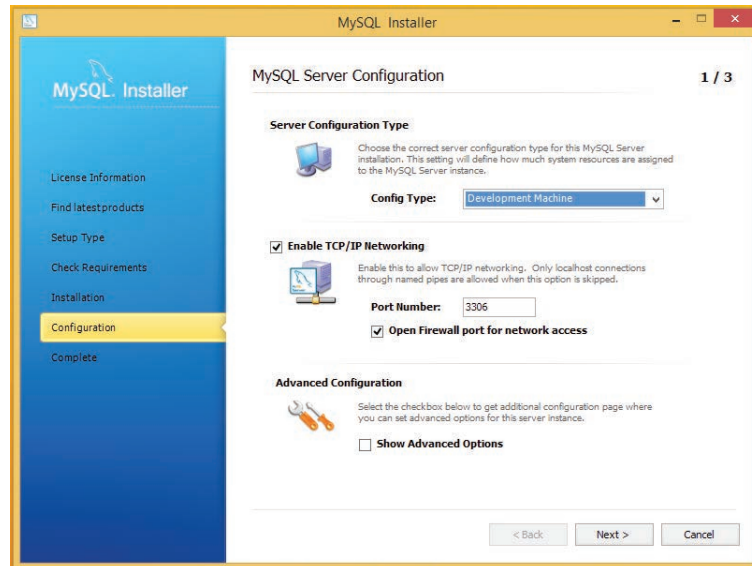 MySQL Installer
MySQL. Installer
License Information
Find latest products
Setup Type
Check Requirements
Installation
Configuration
Complete
MySQL Server Configuration
1 / 3
Server Configuration Type
Choose the correct server configuration type for this MySQL Server
installation. This setting will define how much system resources are assigned
to the MySQL Server instance.
Config Type:
Development Machine
Enable TCP/IP Networking
Enable this to allow TCP/IP networking. Only localhost connections
through named pipes are allowed when this option is skipped.
Port Number:
3306
Open Firewall port for network access
Advanced Configuration
Select the checkbox below to get additional configuration page where
you can set advanced options for this server instance.
Show Advanced Options
< Back
Next >
Cancel